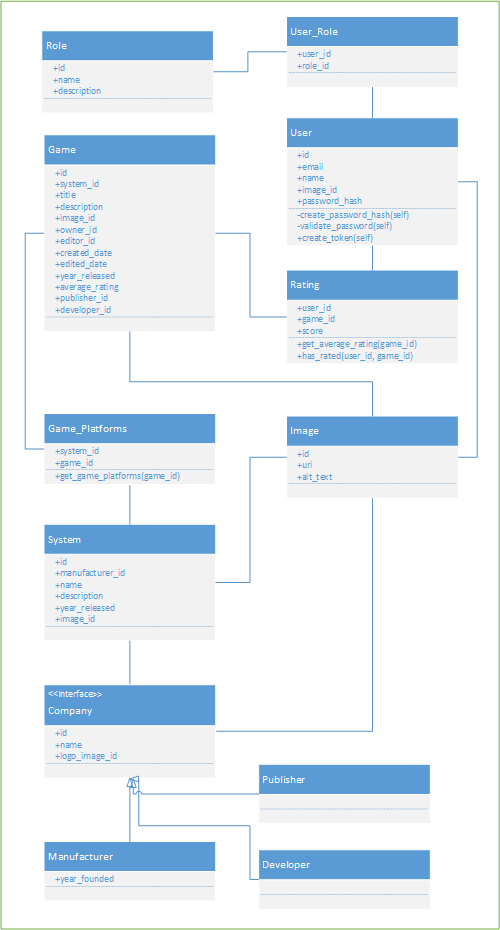 Role
+id
+name
+description
User_Role
+user_id
+role_id
Game
+id
+system_id
+title
+description
+image_id
+owner_id
+editor_id
+created_date
+edited_date
+year_released
+average_rating
+publisher_id
+developer_id
User
+id
+email
+name
+image_id
+password_hash
-create_password_hash(self)
-validate_password(self)
+create_token(self)
Rating
+user_id
+game_id
+score
+get_average_rating(game_id)
+has_rated(user_id, game_id)
Game_Platforms
+system_id
+game_id
+get_game_platforms(game_id)
Image
+id
+uri
+alt_text
System
+id
+manufacturer_id
+name
+description
+year_released
+image_id
<<Interface>>
Company
+id
+name
+logo_image_id
Publisher
Manufacturer
+year_founded
Developer